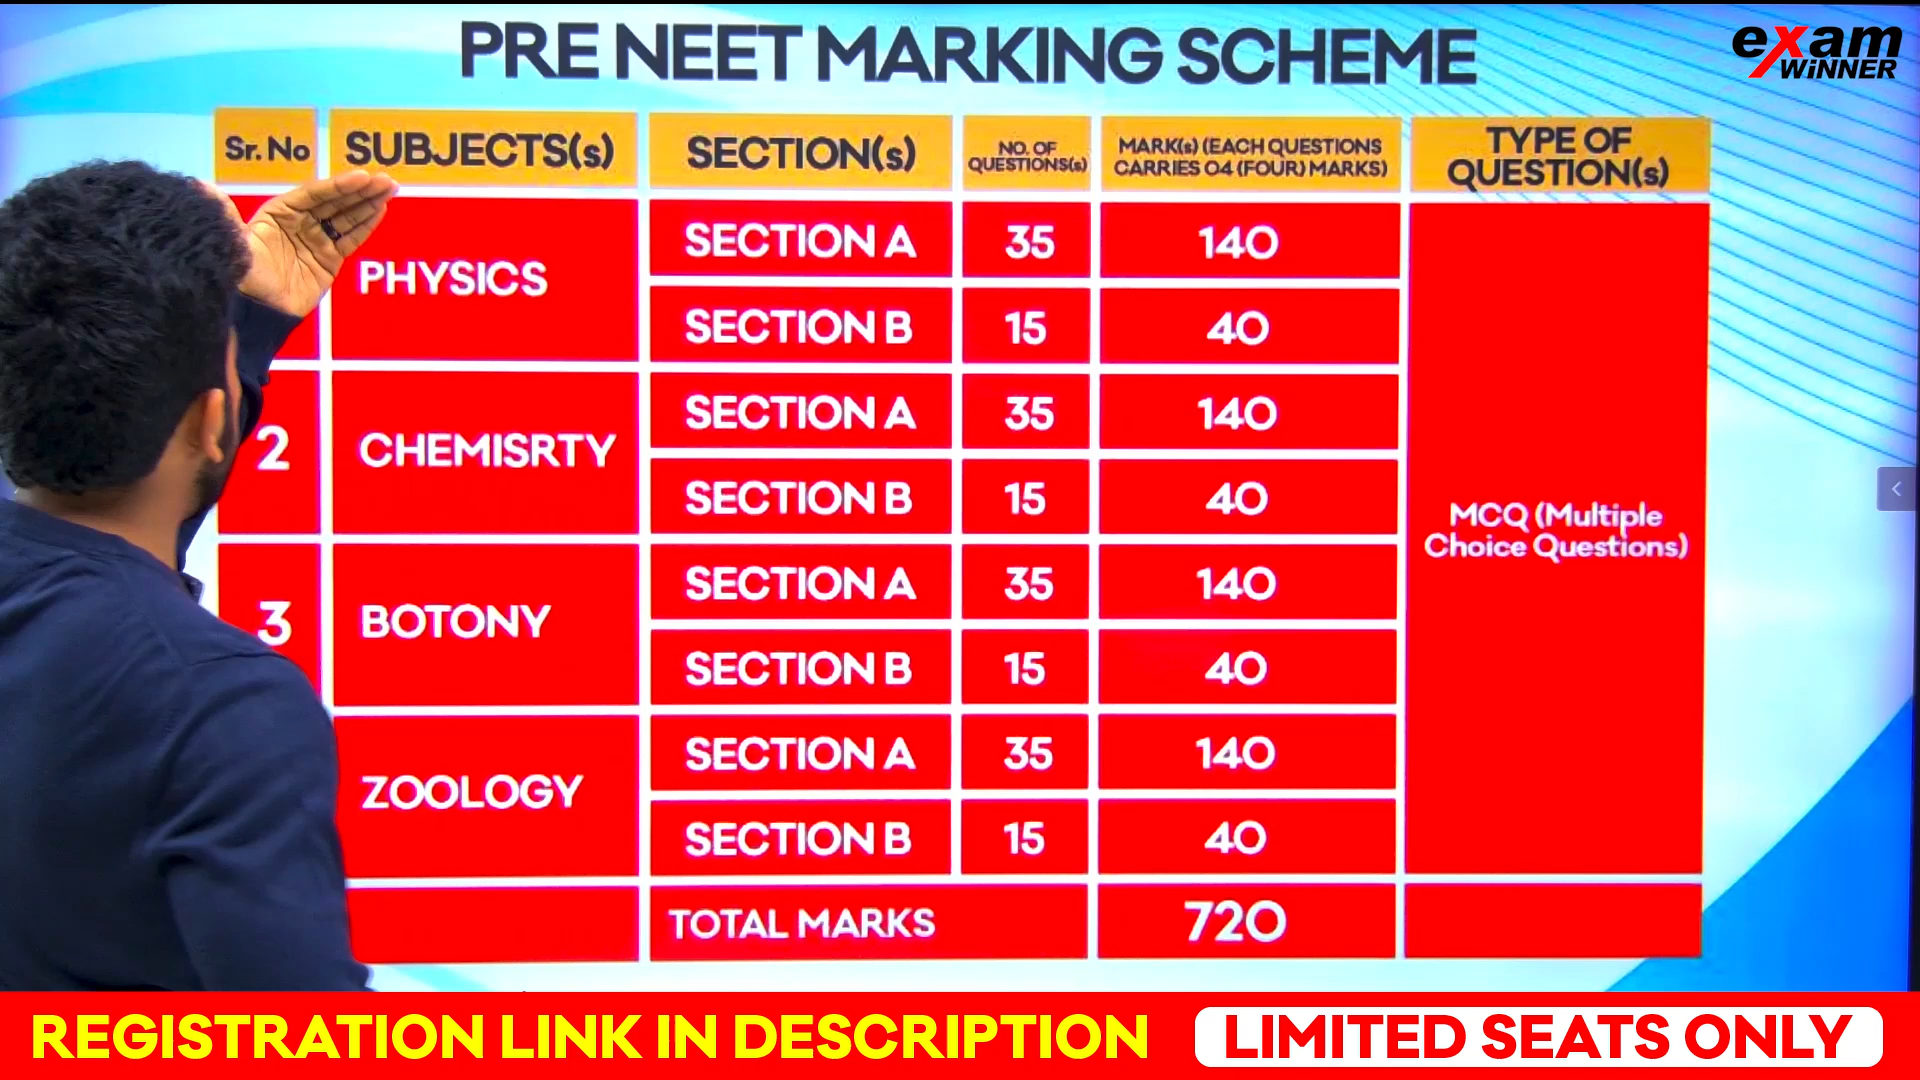 PRE NEET MARKING SCHEME
exam
WiNNER
Sr. No SUBJECTS(s) SECTION(s) NO. OF QUESTIONS(s) MARK(s) (EACH QUESTIONS CARRIES 04 (FOUR) MARKS) TYPE OF QUESTION(s)
PHYSICS SECTION A 35 140
SECTION B 15 40
2 CHEMISRTY SECTION A 35 140
SECTION B 15 40
MCQ (Multiple
Choice Questions)
3 BOTONY SECTION A 35 140
SECTION B 15 40
ZOOLOGY SECTION A 35 140
SECTION B 15 40
TOTAL MARKS 720
REGISTRATION LINK IN DESCRIPTION LIMITED SEATS ONLY